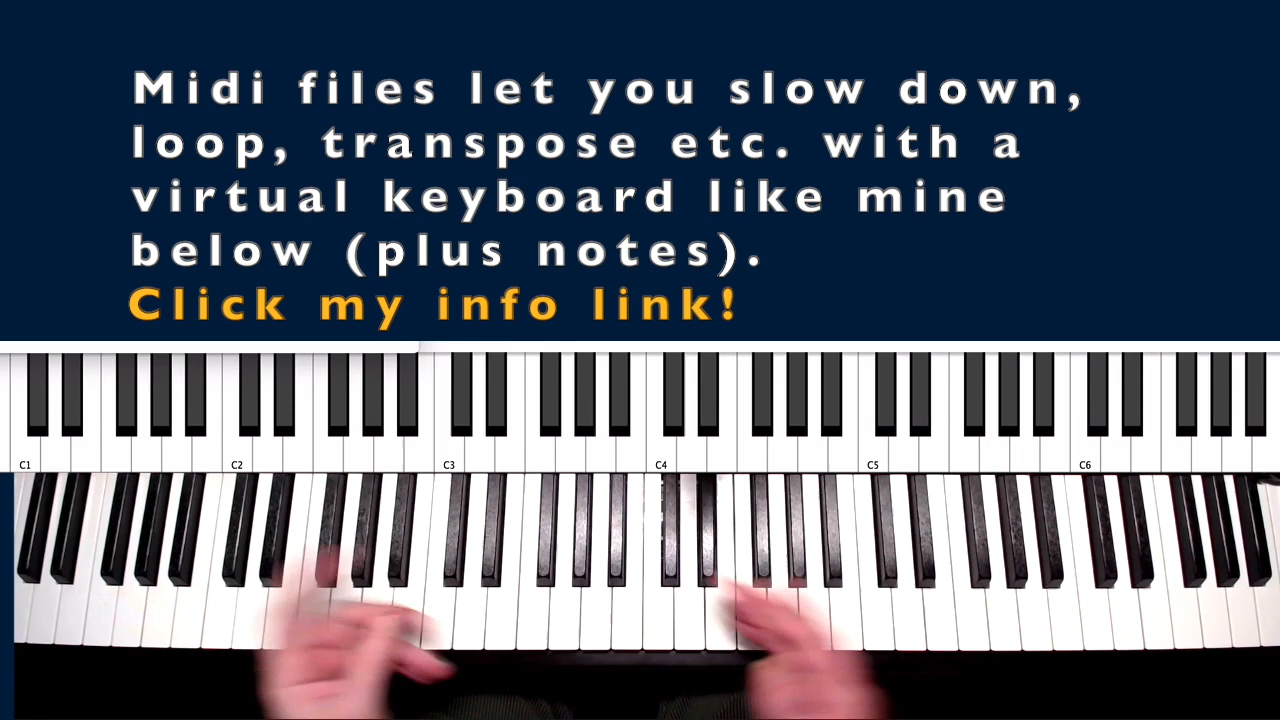 Midi files let you slow down,
loop, transpose etc. with a
virtual keyboard like mine
below (plus notes).
Click my info link!
C1 C2 C3 C4 C5 C6